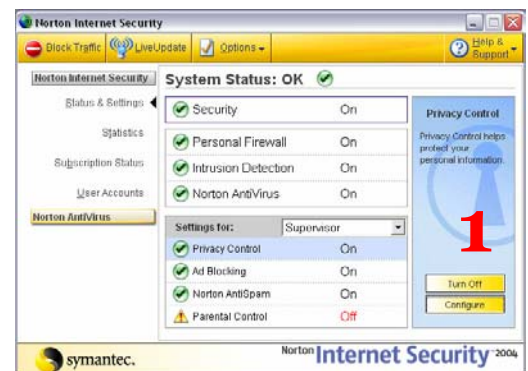 Norton Internet Security
Block Traffic LiveUpdate Options Help & Support
Norton Internet Security
Status & Settings
Statistics
Subscription Status
User Accounts
Norton AntiVirus
System Status: OK
Security On
Personal Firewall On
Intrusion Detection On
Norton AntiVirus On
Settings for: Supervisor
Privacy Control On
Ad Blocking On
Norton AntiSpam On
Parental Control Off
Privacy Control
Privacy Control helps
protect your
personal information.
1
Turn Off
Configure
symantec.
Norton Internet Security 2004